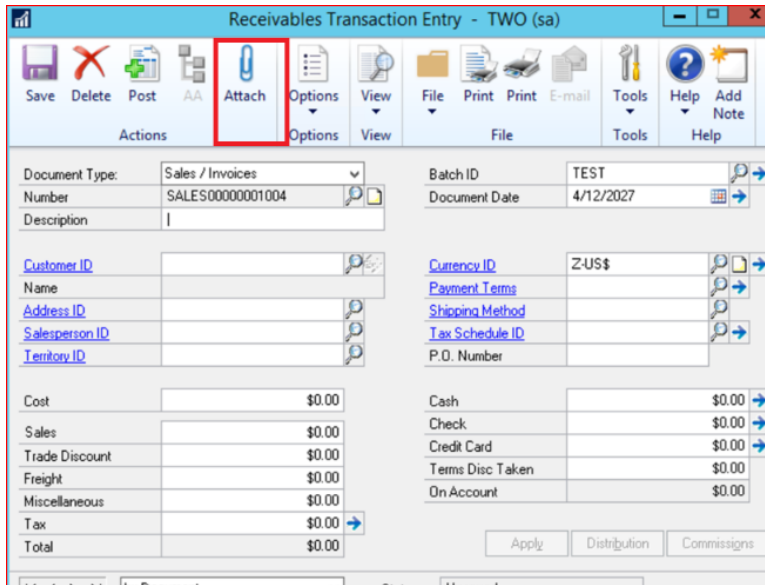 Receivables Transaction Entry - TWO (sa)
Save Delete Post AA Attach Options View File Print Print E-mail Tools Help Add Note
Actions Options View File Tools Help
Document Type: Sales / Invoices Batch ID TEST
Number SALES00000001004 Document Date 4/12/2027
Description
Customer ID Currency ID Z-US$
Name Payment Terms
Address ID Shipping Method
Salesperson ID Tax Schedule ID
Territory ID P.O. Number
Cost $0.00 Cash $0.00
Sales $0.00 Check $0.00
Trade Discount $0.00 Credit Card $0.00
Freight $0.00 Terms Disc Taken $0.00
Miscellaneous $0.00 On Account $0.00
Tax $0.00
Total $0.00 Apply Distribution Commissions